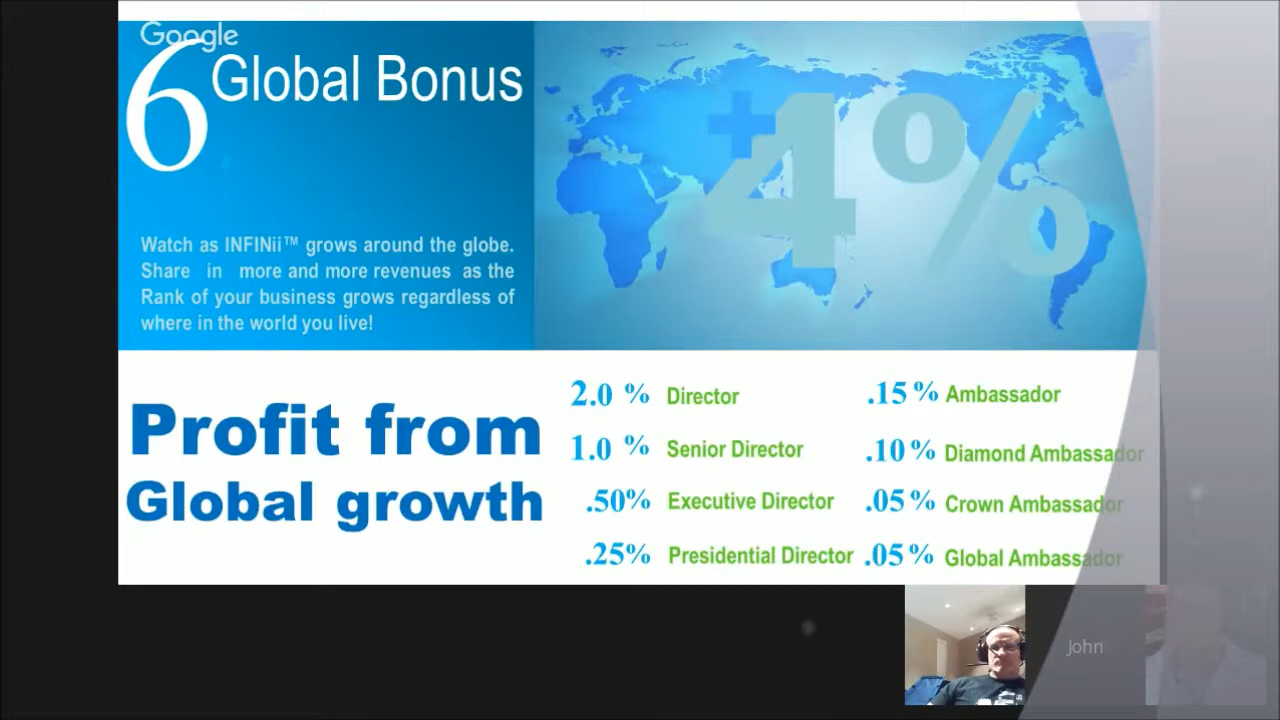 Google
6 Global Bonus
+4%
Watch as INFINii™ grows around the globe.
Share in more and more revenues as the
Rank of your business grows regardless of
where in the world you live!
Profit from
Global growth
2.0 % Director
1.0 % Senior Director
.50% Executive Director
.25% Presidential Director
.15% Ambassador
.10% Diamond Ambassador
.05% Crown Ambassador
.05% Global Ambassador
John